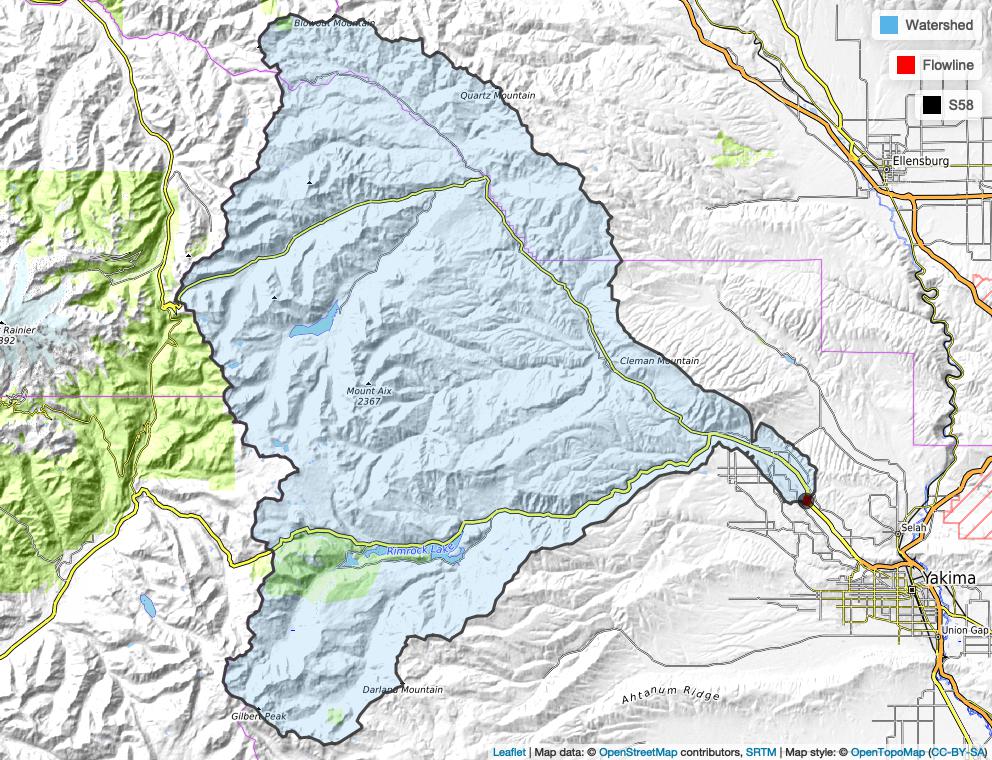 Blowout Mountain
Watershed
Flowline
Quartz Mountain
S58
Ellensburg
Rainier
392
Cleman Mountain
Mount Aix
2367
Selah
Rimrock Lake
Yakima
Union Gap
Darland Mountain
Ahtanum Ridge
Gilbert Peak
Leaflet | Map data: © OpenStreetMap contributors, SRTM | Map style: © OpenTopoMap (CC-BY-SA)